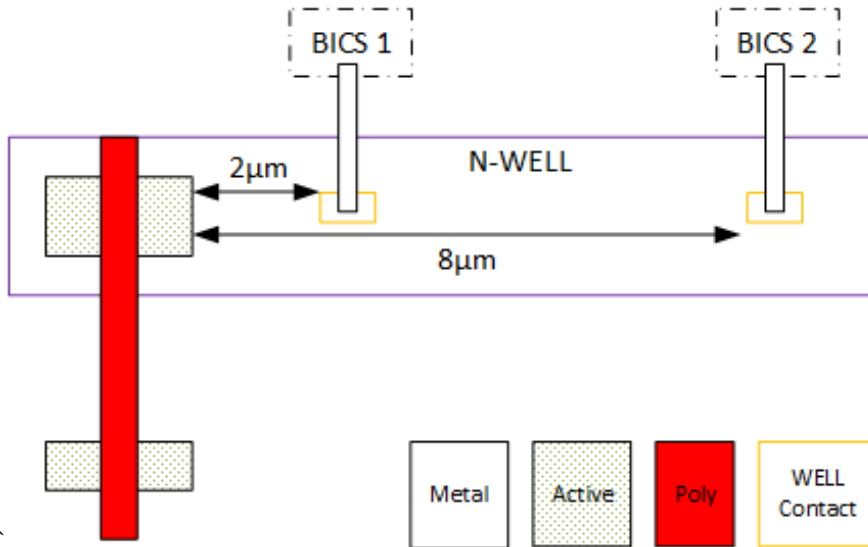 BICS 1
BICS 2
N-WELL
2μm
8μm
Metal
Active
Poly
WELL
Contact